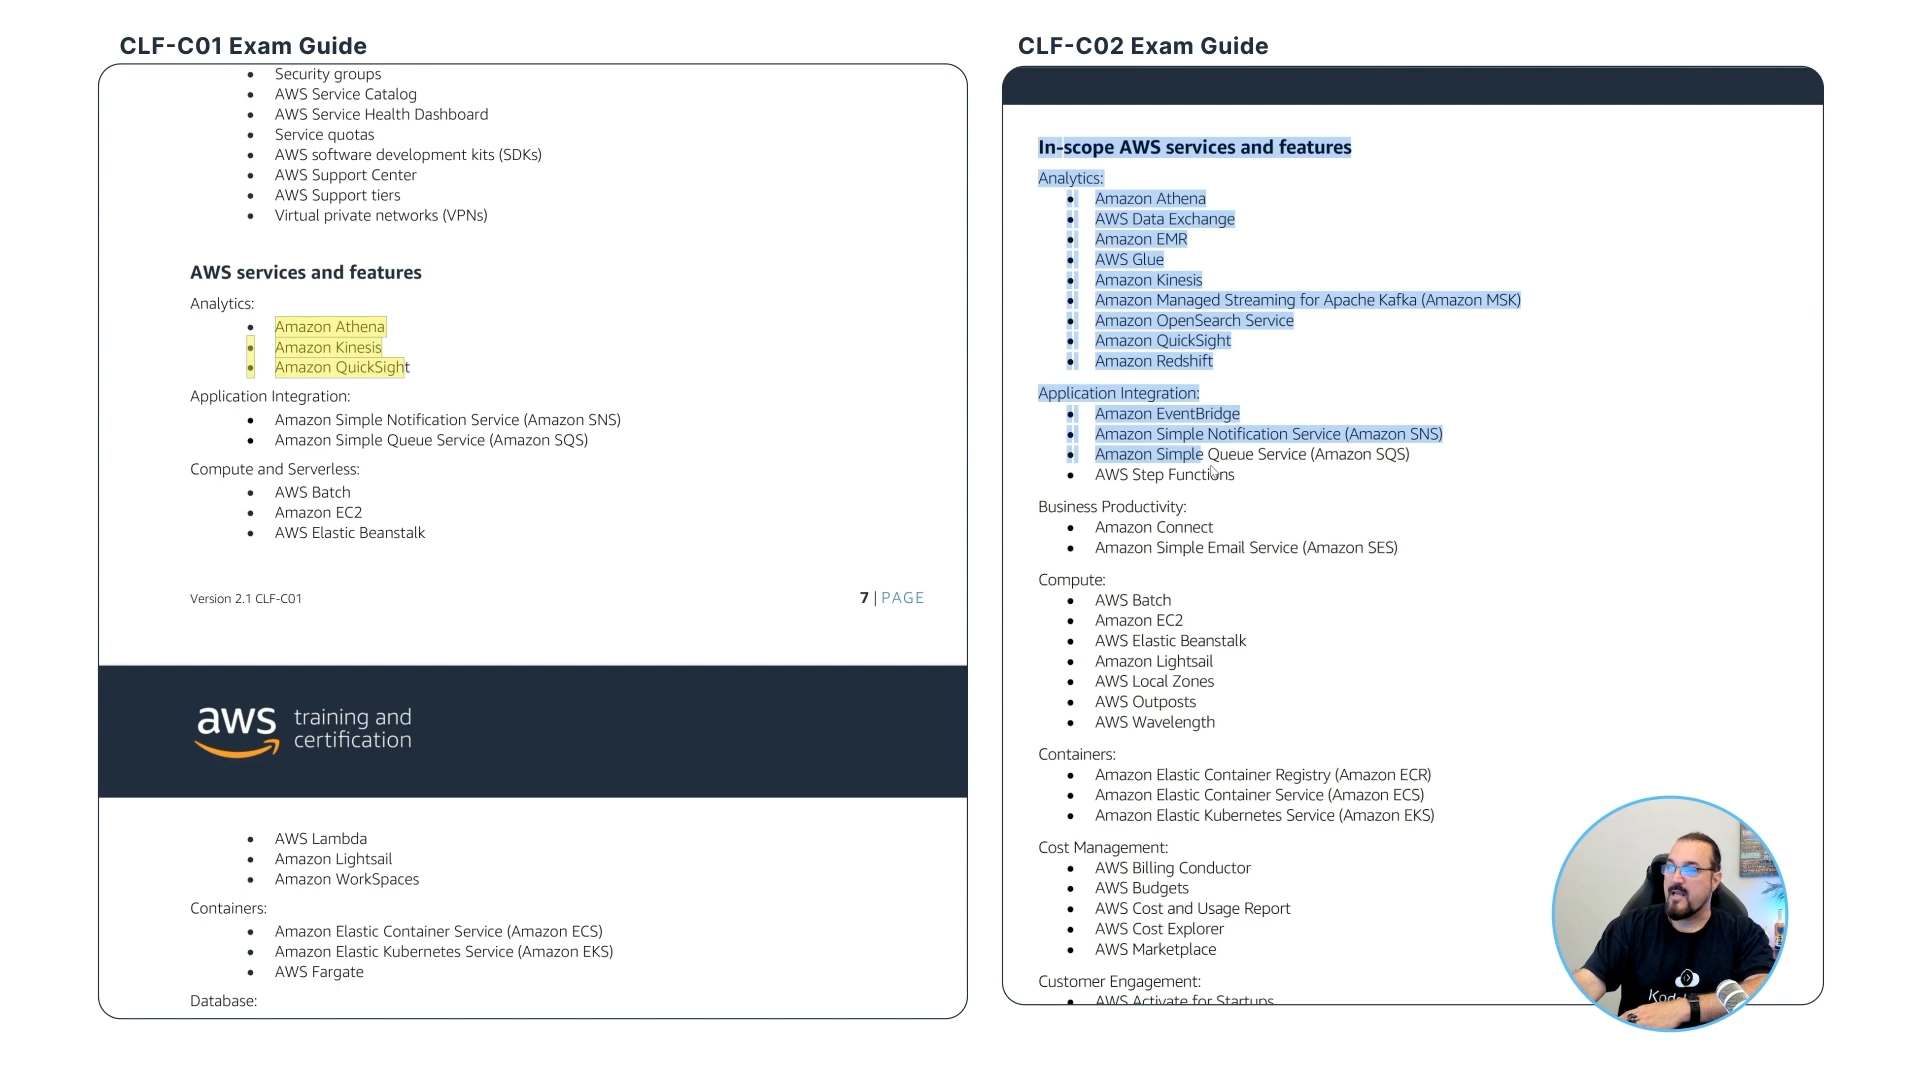 CLF-C01 Exam Guide
• Security groups
• AWS Service Catalog
• AWS Service Health Dashboard
• Service quotas
• AWS software development kits (SDKs)
• AWS Support Center
• AWS Support tiers
• Virtual private networks (VPNs)
AWS services and features
Analytics:
• Amazon Athena
• Amazon Kinesis
• Amazon QuickSight
Application Integration:
• Amazon Simple Notification Service (Amazon SNS)
• Amazon Simple Queue Service (Amazon SQS)
Compute and Serverless:
• AWS Batch
• Amazon EC2
• AWS Elastic Beanstalk
Version 2.1 CLF-C01 7 | PAGE
aws training and
certification
• AWS Lambda
• Amazon Lightsail
• Amazon WorkSpaces
Containers:
• Amazon Elastic Container Service (Amazon ECS)
• Amazon Elastic Kubernetes Service (Amazon EKS)
• AWS Fargate
Database:
CLF-C02 Exam Guide
In-scope AWS services and features
Analytics:
• Amazon Athena
• AWS Data Exchange
• Amazon EMR
• AWS Glue
• Amazon Kinesis
• Amazon Managed Streaming for Apache Kafka (Amazon MSK)
• Amazon OpenSearch Service
• Amazon QuickSight
• Amazon Redshift
Application Integration:
• Amazon EventBridge
• Amazon Simple Notification Service (Amazon SNS)
• Amazon Simple Queue Service (Amazon SQS)
• AWS Step Functions
Business Productivity:
• Amazon Connect
• Amazon Simple Email Service (Amazon SES)
Compute:
• AWS Batch
• Amazon EC2
• AWS Elastic Beanstalk
• Amazon Lightsail
• AWS Local Zones
• AWS Outposts
• AWS Wavelength
Containers:
• Amazon Elastic Container Registry (Amazon ECR)
• Amazon Elastic Container Service (Amazon ECS)
• Amazon Elastic Kubernetes Service (Amazon EKS)
Cost Management:
• AWS Billing Conductor
• AWS Budgets
• AWS Cost and Usage Report
• AWS Cost Explorer
• AWS Marketplace
Customer Engagement:
• AWS Activate for Startups